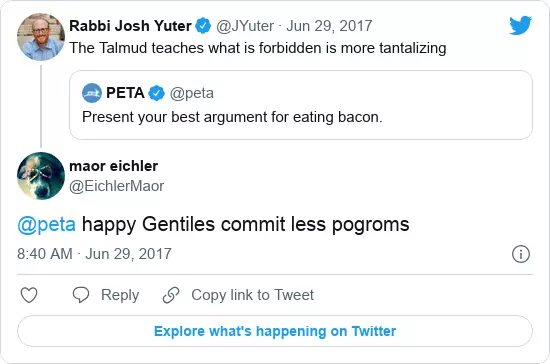 Rabbi Josh Yuter @JYuter · Jun 29, 2017
The Talmud teaches what is forbidden is more tantalizing
PETA @peta
Present your best argument for eating bacon.
maor eichler
@EichlerMaor
@peta happy Gentiles commit less pogroms
8:40 AM · Jun 29, 2017
Reply Copy link to Tweet
Explore what's happening on Twitter